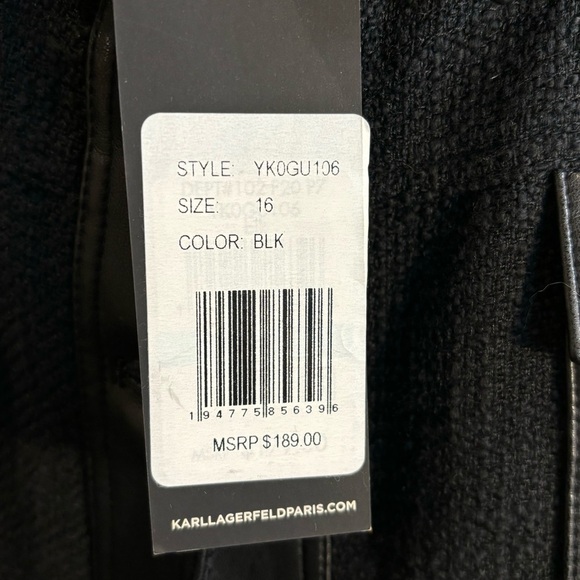 STYLE: YK0GU106
SIZE: 16
COLOR: BLK
194775856396
MSRP $189.00
KARLLAGERFELDPARIS.COM